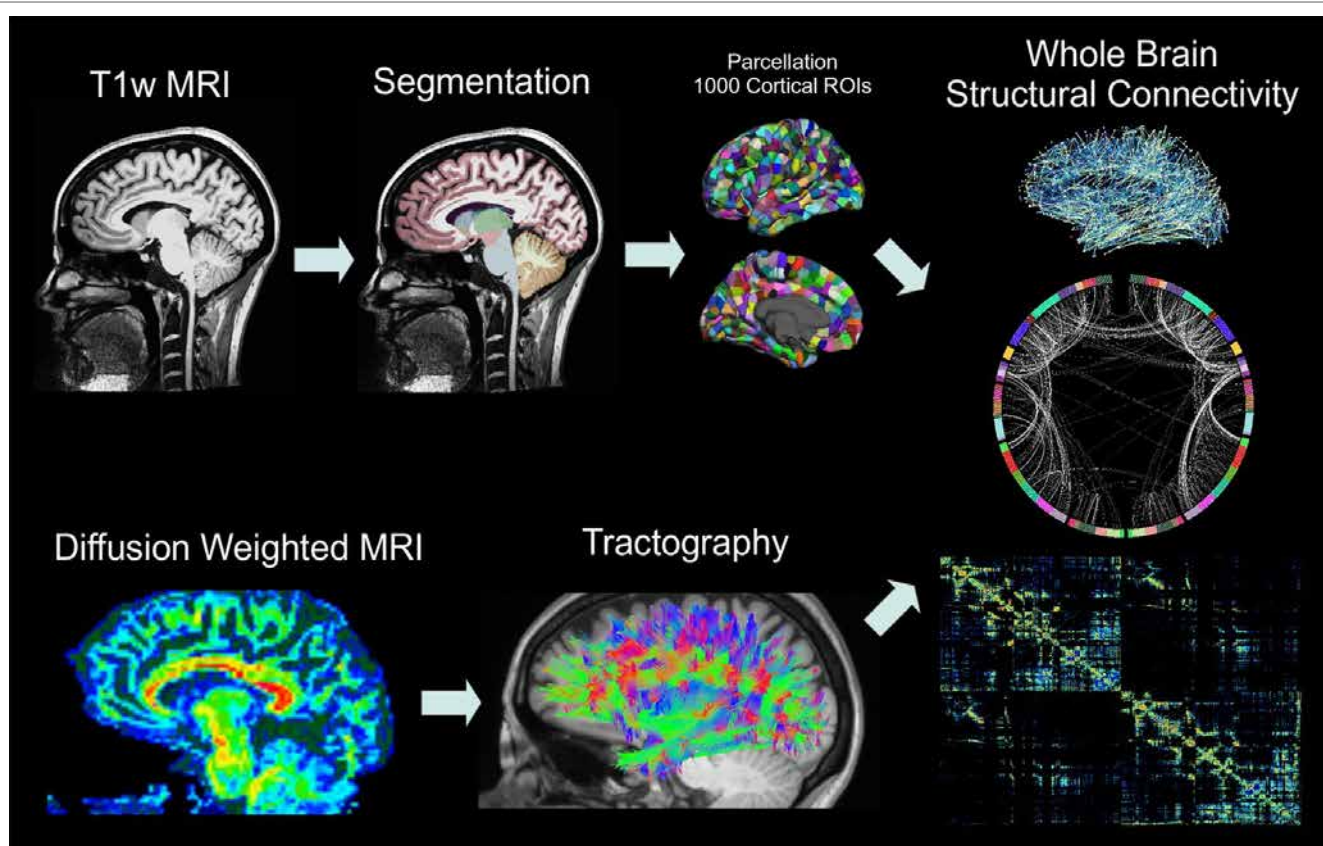 T1w MRI
Segmentation
Parcellation
1000 Cortical ROIs
Whole Brain
Structural Connectivity
Diffusion Weighted MRI
Tractography